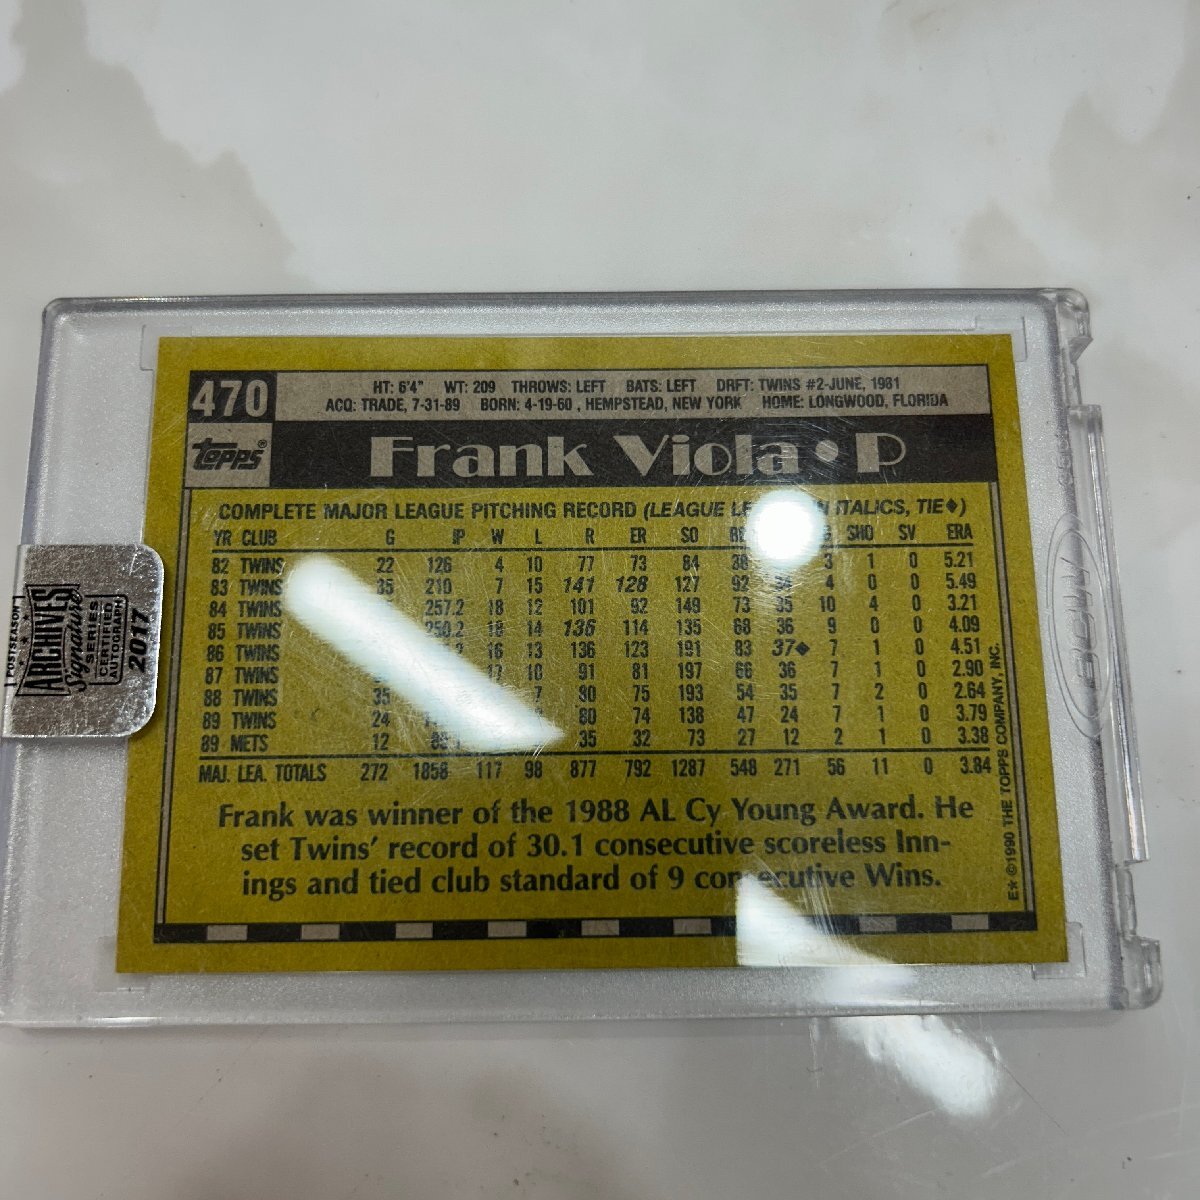 470
HT: 6'4" WT: 209 THROWS: LEFT BATS: LEFT DRFT: TWINS #2-JUNE, 1981
ACQ: TRADE, 7-31-89 BORN: 4-19-60 , HEMPSTEAD, NEW YORK HOME: LONGWOOD, FLORIDA
Topps®
Frank Viola • P
COMPLETE MAJOR LEAGUE PITCHING RECORD (LEAGUE ITALICS, TIE♦)
YR CLUB G IP W L R ER SO SHO SV ERA
82 TWINS 22 126 4 10 77 73 84 38 3 1 0 5.21
83 TWINS 35 210 7 15 141 128 127 92 34 4 0 0 5.49
84 TWINS 257.2 18 12 101 92 149 73 35 10 4 0 3.21
85 TWINS 250.2 18 14 136 114 135 68 36 9 0 0 4.09
86 TWINS 16 13 136 123 191 83 37♦ 7 1 0 4.51
87 TWINS 17 10 91 81 197 66 36 7 1 0 2.90
88 TWINS 35 7 80 75 193 54 35 7 2 0 2.64
89 TWINS 24 80 74 138 47 24 7 1 0 3.79
89 METS 12 35 32 73 27 12 2 1 0 3.38
MAJ. LEA. TOTALS 272 1858 117 98 877 792 1287 548 271 56 11 0 3.84
Frank was winner of the 1988 AL Cy Young Award. He
set Twins' record of 30.1 consecutive scoreless Inn-
ings and tied club standard of 9 consecutive Wins.
E★ ©1990 THE TOPPS COMPANY, INC.
POSTSEASON
ARCHIVES
Signature
SERIES
CERTIFIED
AUTOGRAPH
2017